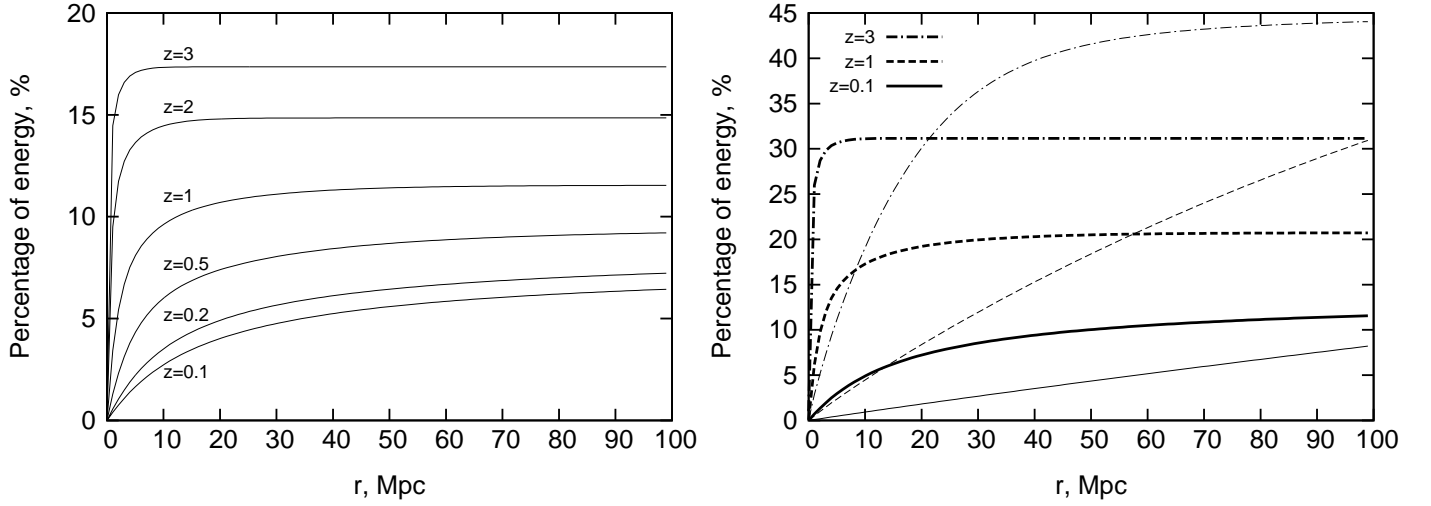 Percentage of energy, %
20
15
10
5
0
z=3
z=2
z=1
z=0.5
z=0.2
z=0.1
0 10 20 30 40 50 60 70 80 90 100
r, Mpc
Percentage of energy, %
45
40
35
30
25
20
15
10
5
0
z=3
z=1
z=0.1
0 10 20 30 40 50 60 70 80 90 100
r, Mpc